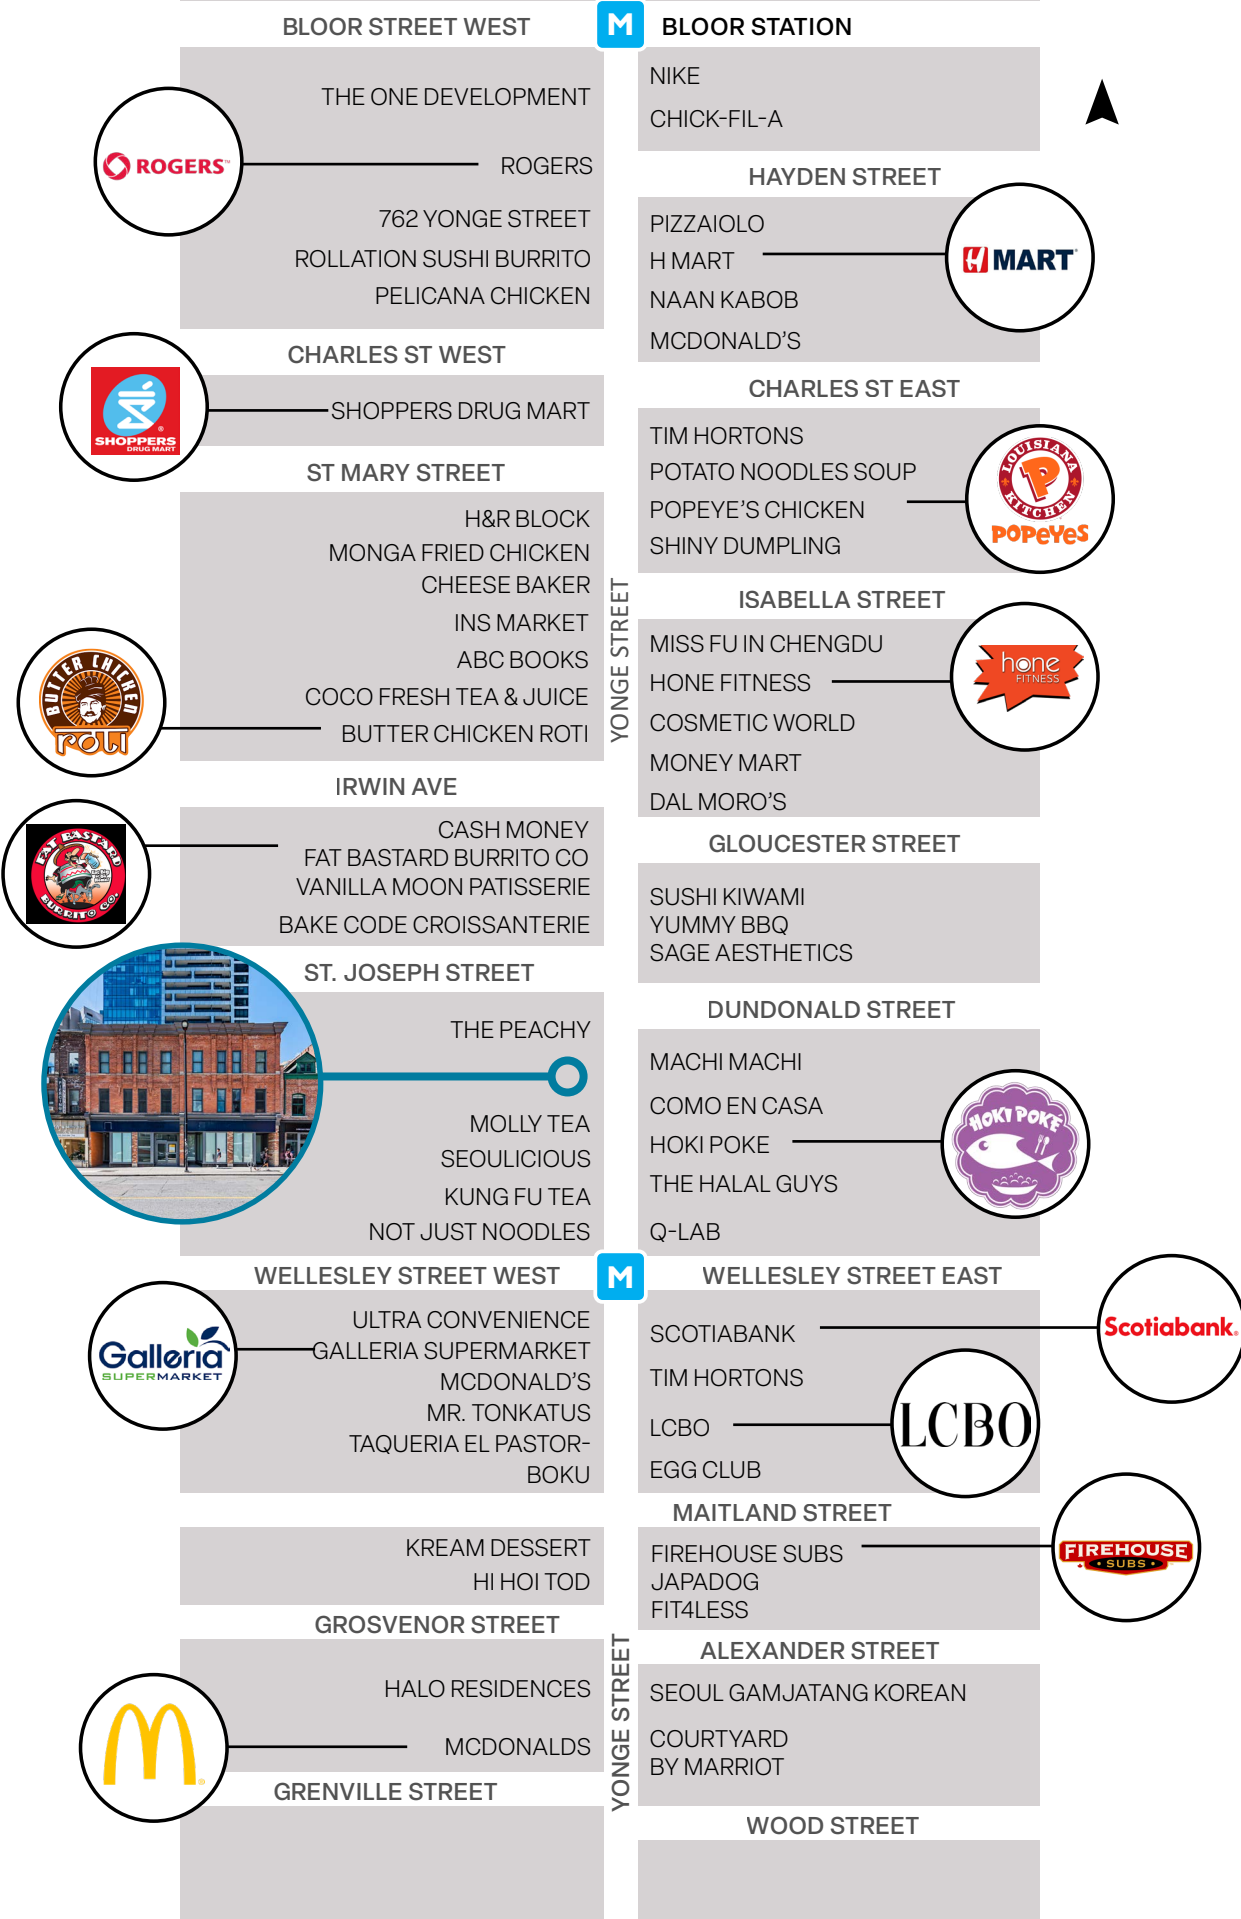 BLOOR STREET WEST
M
BLOOR STATION
THE ONE DEVELOPMENT
ROGERS™
ROGERS
762 YONGE STREET
ROLLATION SUSHI BURRITO
PELICANA CHICKEN
NIKE
CHICK-FIL-A
HAYDEN STREET
PIZZAIOLO
H MART
H MART
NAAN KABOB
MCDONALD'S
CHARLES ST WEST
SHOPPERS
DRUG MART
SHOPPERS DRUG MART
CHARLES ST EAST
TIM HORTONS
POTATO NOODLES SOUP
POPEYE'S CHICKEN
SHINY DUMPLING
LOUISIANA
KITCHEN
POPEYES
ST MARY STREET
H&R BLOCK
MONGA FRIED CHICKEN
CHEESE BAKER
INS MARKET
ABC BOOKS
COCO FRESH TEA & JUICE
BUTTER CHICKEN ROTI
BUTTER CHICKEN
roti
YONGE STREET
ISABELLA STREET
MISS FU IN CHENGDU
HONE FITNESS
COSMETIC WORLD
MONEY MART
DAL MORO'S
hone
FITNESS
IRWIN AVE
CASH MONEY
FAT BASTARD BURRITO CO
VANILLA MOON PATISSERIE
BAKE CODE CROISSANTERIE
FAT BASTARD
BURRITO CO.
GLOUCESTER STREET
SUSHI KIWAMI
YUMMY BBQ
SAGE AESTHETICS
ST. JOSEPH STREET
THE PEACHY
MOLLY TEA
SEOULICIOUS
KUNG FU TEA
NOT JUST NOODLES
DUNDONALD STREET
MACHI MACHI
COMO EN CASA
HOKI POKE
THE HALAL GUYS
Q-LAB
HOKI POKÉ
WELLESLEY STREET WEST
M
WELLESLEY STREET EAST
ULTRA CONVENIENCE
GALLERIA SUPERMARKET
MCDONALD'S
MR. TONKATUS
TAQUERIA EL PASTOR-
BOKU
Galleria
SUPERMARKET
SCOTIABANK
TIM HORTONS
LCBO
EGG CLUB
Scotiabank®
LCBO
MAITLAND STREET
KREAM DESSERT
HI HOI TOD
FIREHOUSE SUBS
JAPADOG
FIT4LESS
FIREHOUSE
SUBS
GROSVENOR STREET
HALO RESIDENCES
MCDONALDS
YONGE STREET
ALEXANDER STREET
SEOUL GAMJATANG KOREAN
COURTYARD
BY MARRIOT
GRENVILLE STREET
WOOD STREET